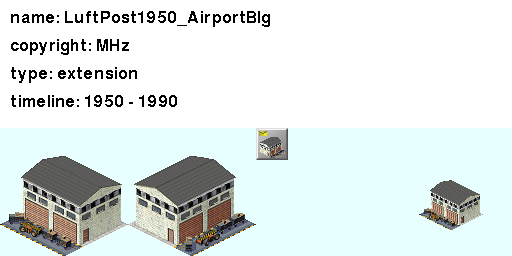 name: LuftPost1950_AirportBlg
copyright: MHz
type: extension
timeline: 1950 - 1990